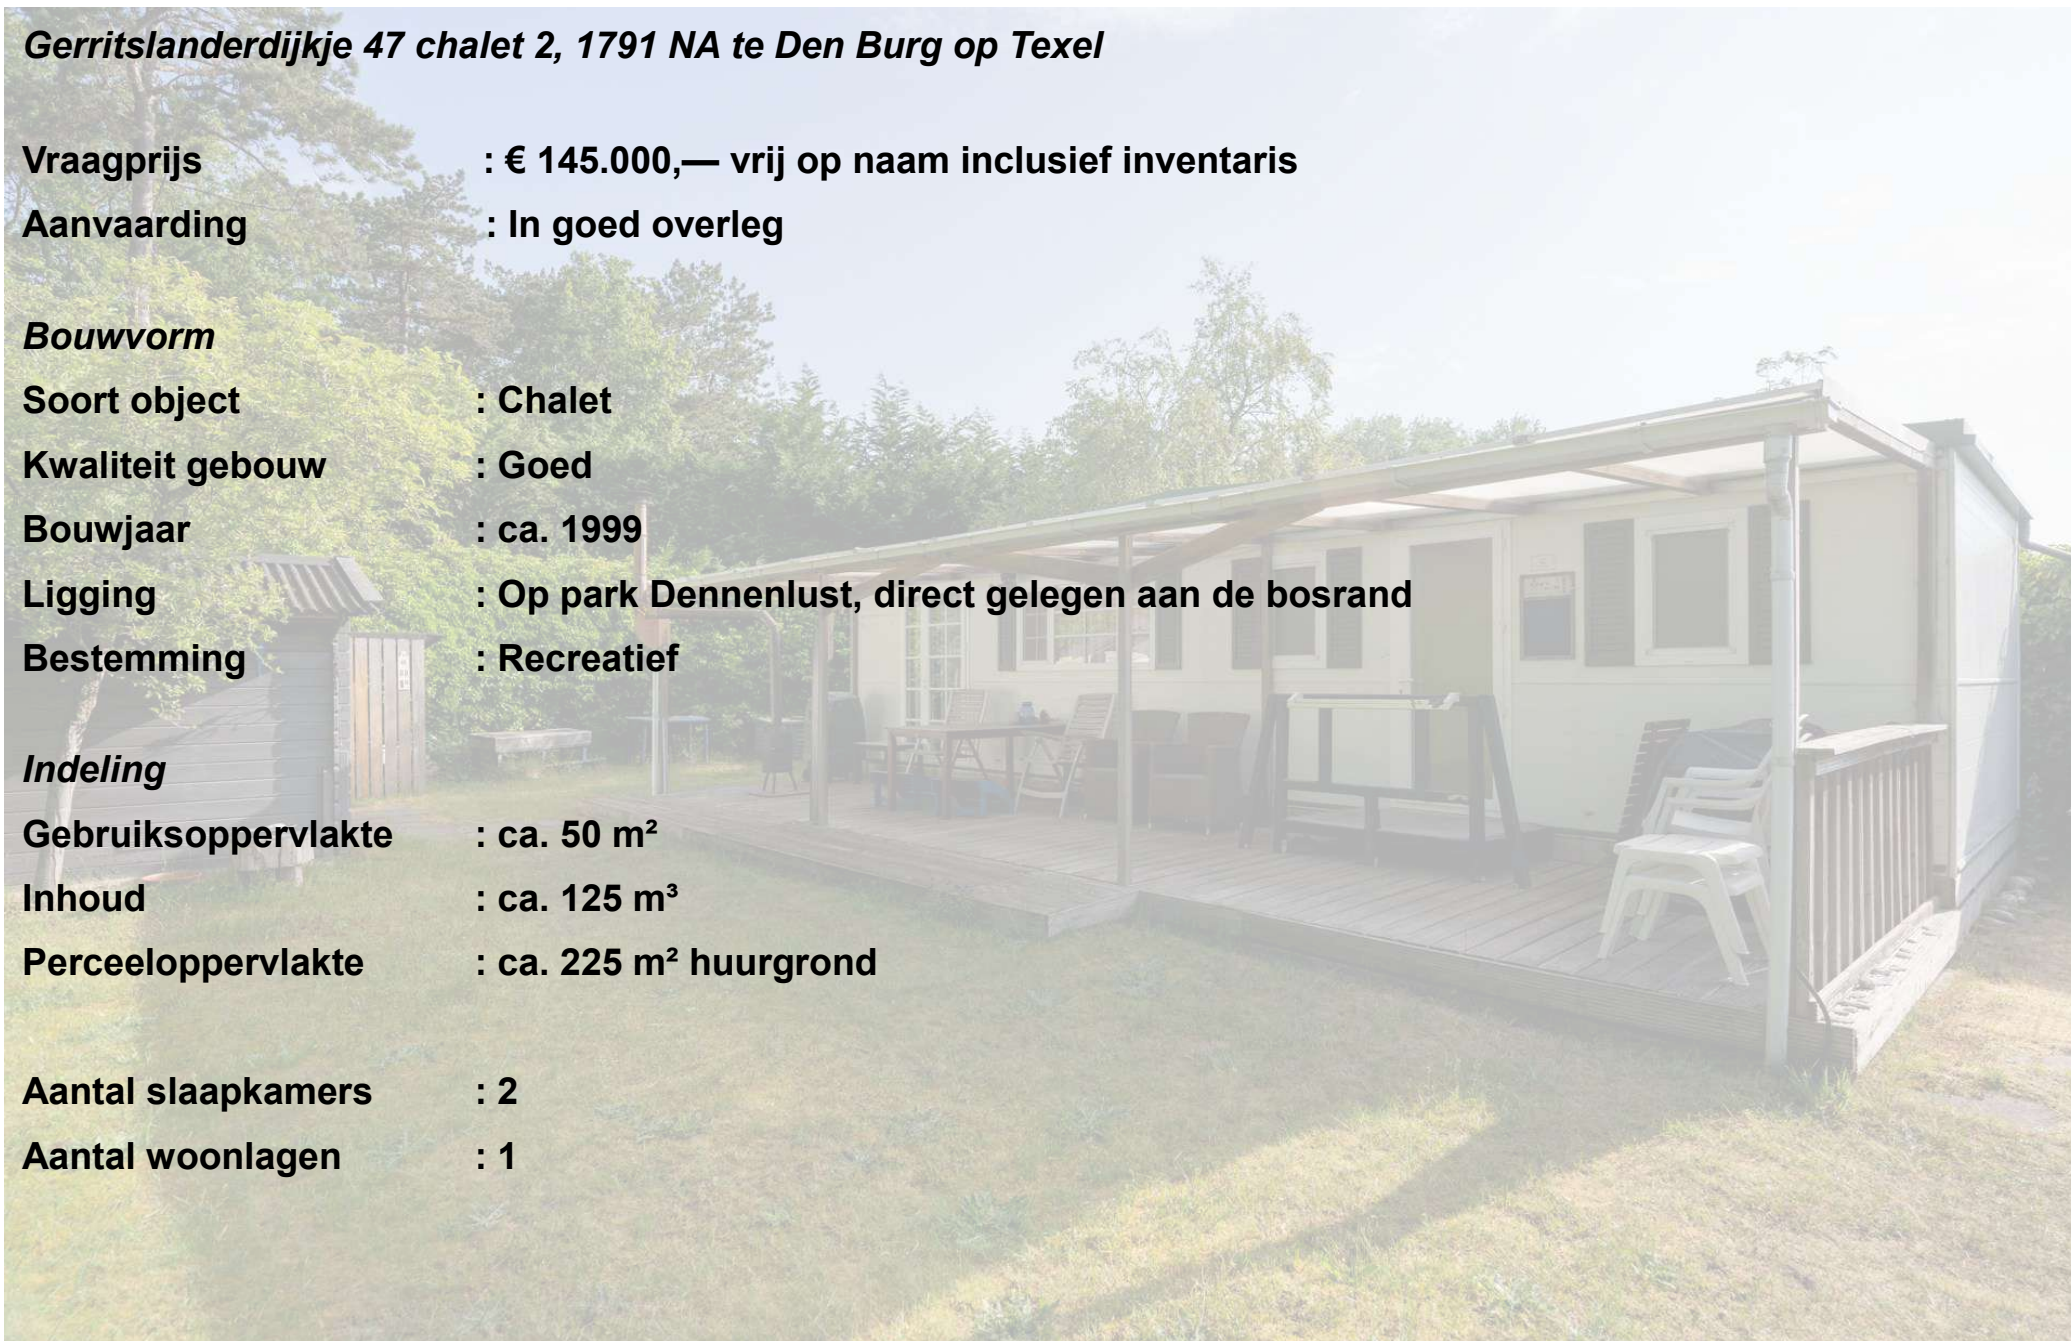 Gerritslanderdijkje 47 chalet 2, 1791 NA te Den Burg op Texel
Vraagprijs : € 145.000,— vrij op naam inclusief inventaris
Aanvaarding : In goed overleg
Bouwvorm
Soort object : Chalet
Kwaliteit gebouw : Goed
Bouwjaar : ca. 1999
Ligging : Op park Dennenlust, direct gelegen aan de bosrand
Bestemming : Recreatief
Indeling
Gebruiksoppervlakte : ca. 50 m²
Inhoud : ca. 125 m³
Perceeloppervlakte : ca. 225 m² huurgrond
Aantal slaapkamers : 2
Aantal woonlagen : 1